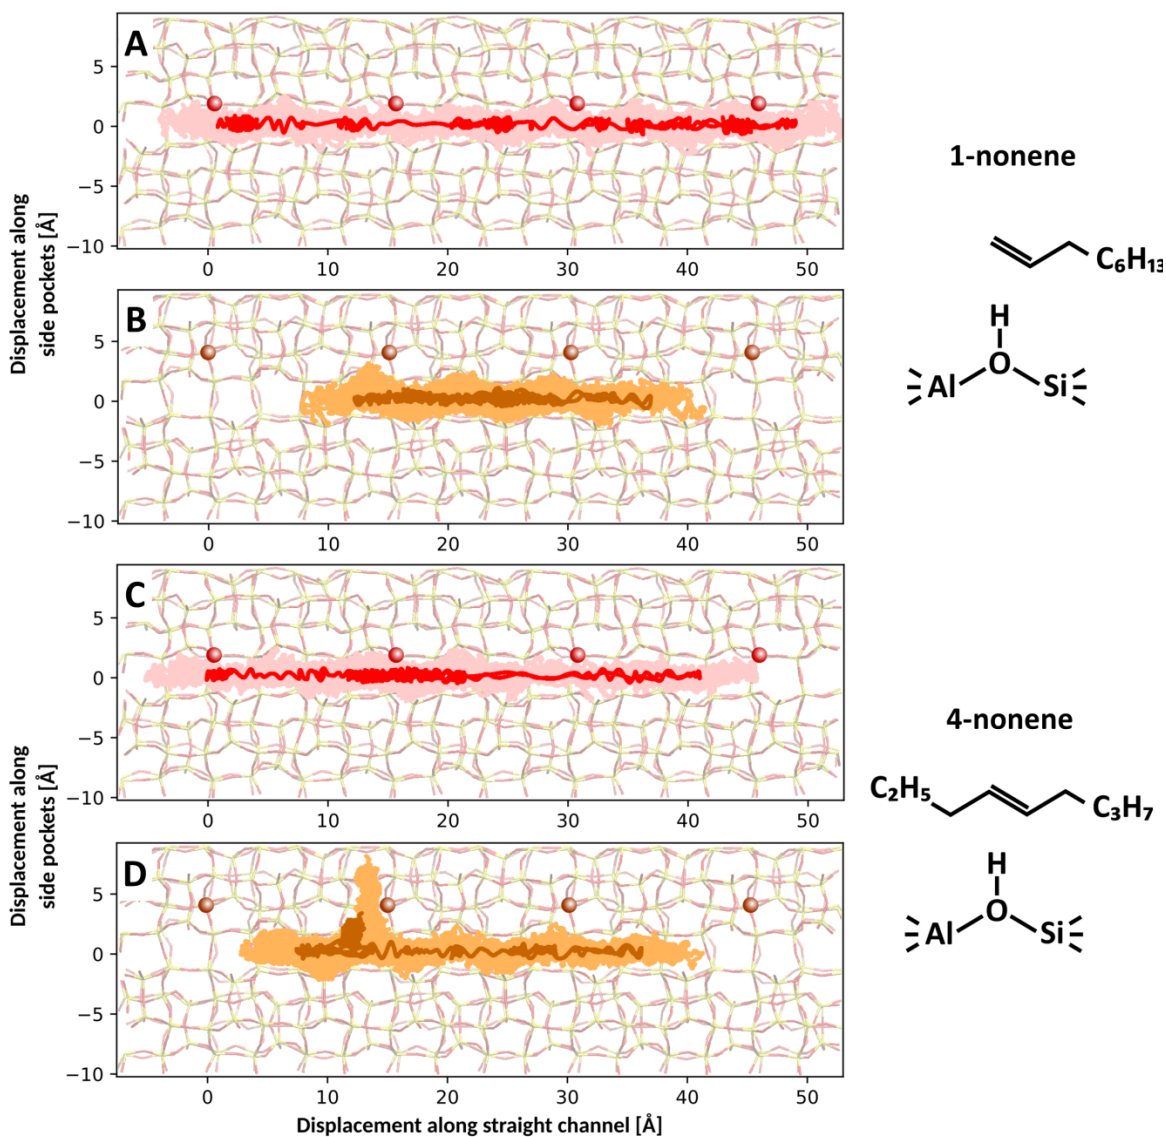 A
5
0
−5
−10
0 10 20 30 40 50
B
5
0
−5
−10
0 10 20 30 40 50
Displacement along
side pockets [Å]
1-nonene
C₆H₁₃
H
Al O Si
C
5
0
−5
−10
0 10 20 30 40 50
D
5
0
−5
−10
0 10 20 30 40 50
Displacement along
side pockets [Å]
Displacement along straight channel [Å]
4-nonene
C₂H₅
C₃H₇
H
Al O Si